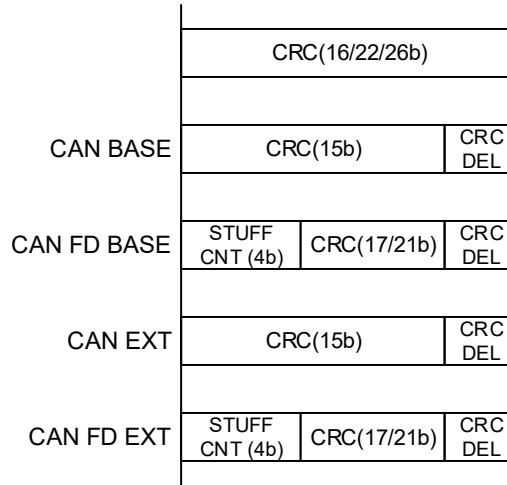 CRC(16/22/26b)
CAN BASE
CRC(15b)
CRC
DEL
CAN FD BASE
STUFF
CNT (4b)
CRC(17/21b)
CRC
DEL
CAN EXT
CRC(15b)
CRC
DEL
CAN FD EXT
STUFF
CNT (4b)
CRC(17/21b)
CRC
DEL